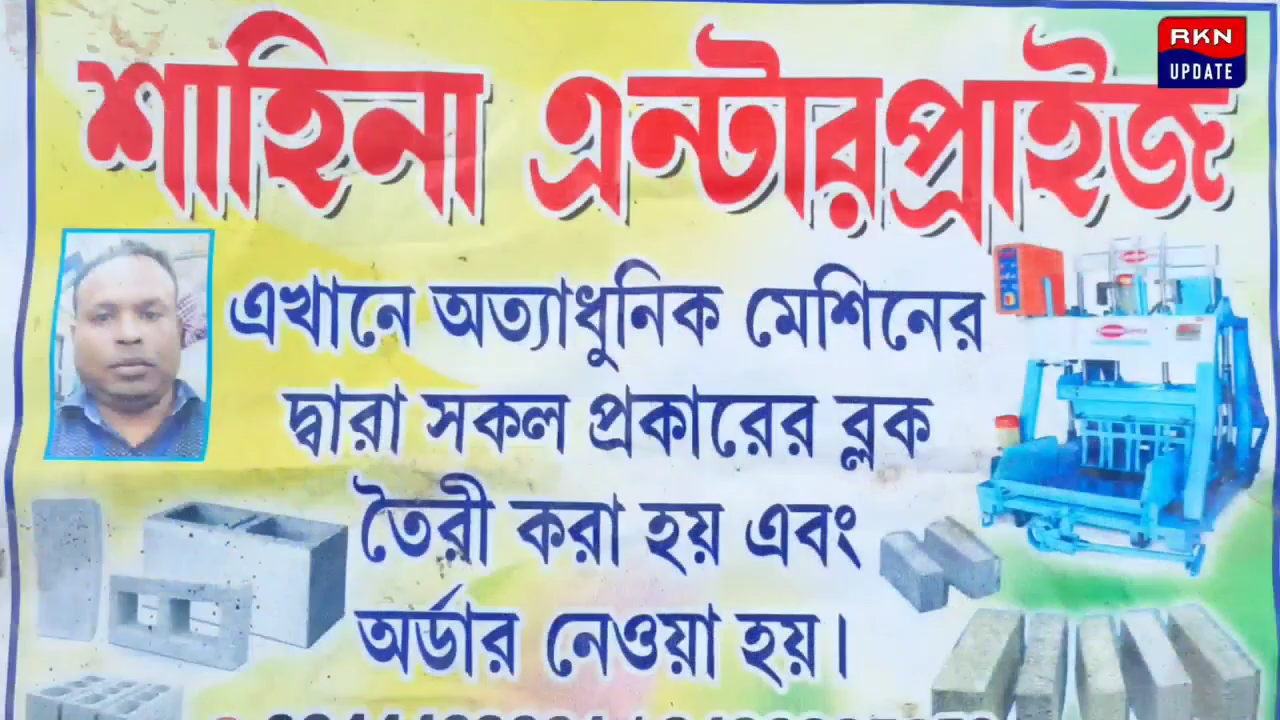 RKN
UPDATE
শাহিনা এন্টারপ্রাইজ
এখানে অত্যাধুনিক মেশিনের
দ্বারা সকল প্রকারের ব্লক
তৈরী করা হয় এবং
অর্ডার নেওয়া হয়।